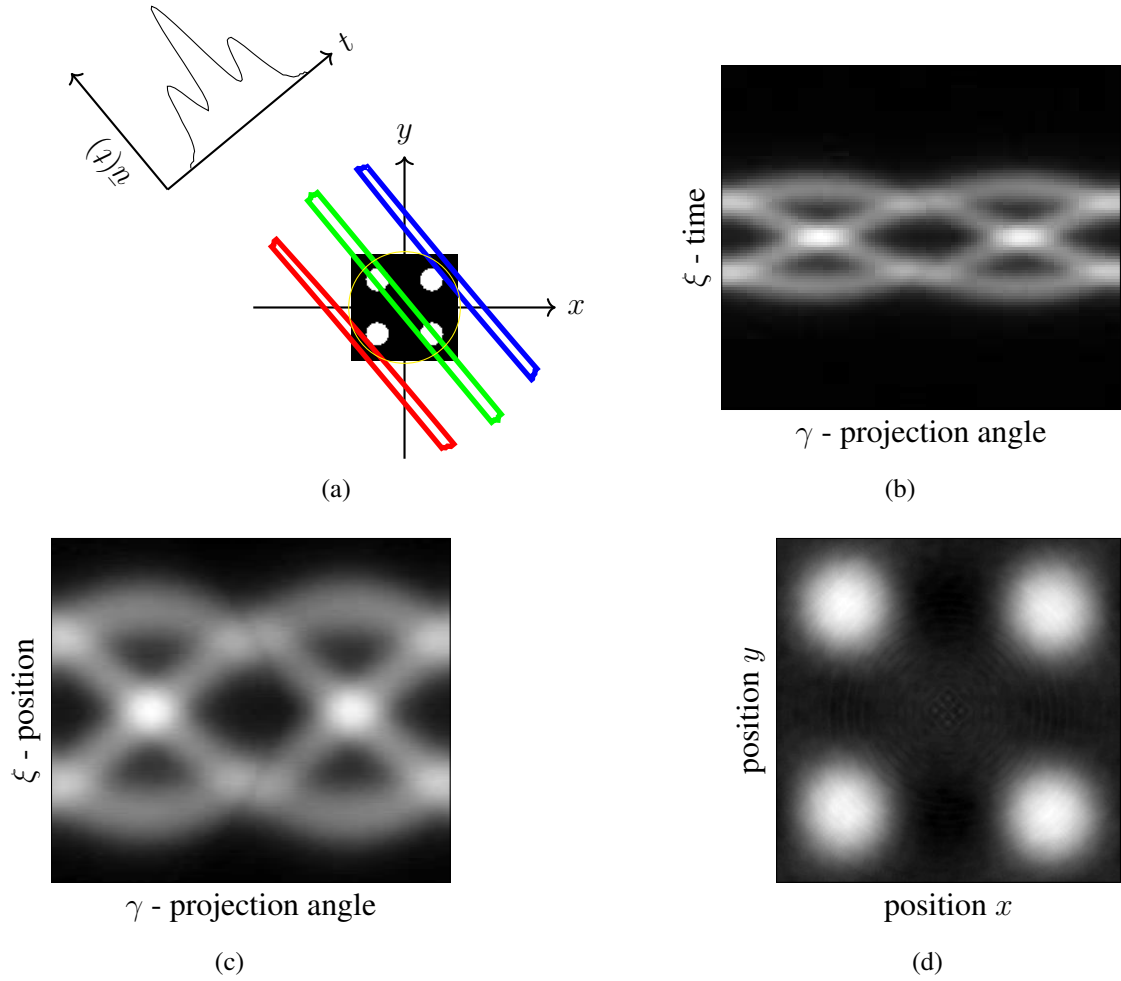 t
ū(t)
y
x
(a)
ξ - time
γ - projection angle
(b)
ξ - position
γ - projection angle
(c)
position y
position x
(d)